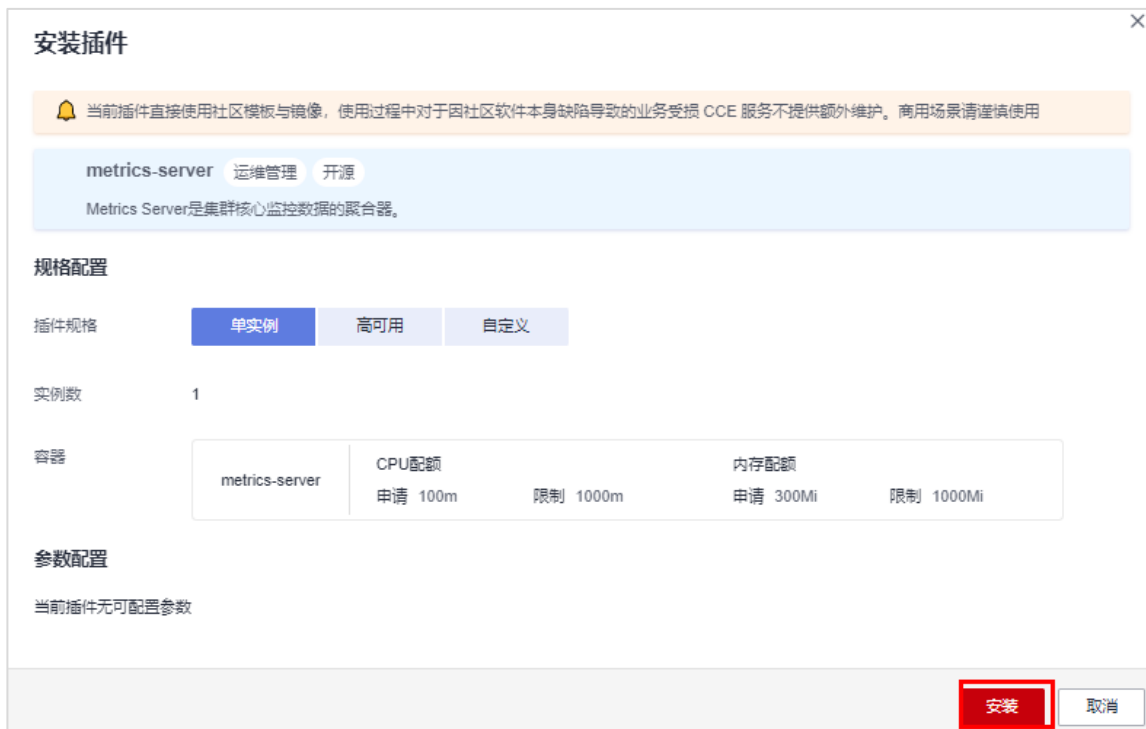 安装插件
当前插件直接使用社区模板与镜像，使用过程中对于因社区软件本身缺陷导致的业务受损 CCE 服务不提供额外维护。商用场景请谨慎使用
metrics-server 运维管理 开源
Metrics Server是集群核心监控数据的聚合器。
规格配置
插件规格 单实例 高可用 自定义
实例数 1
容器
metrics-server
CPU配额 内存配额
申请 100m 限制 1000m 申请 300Mi 限制 1000Mi
参数配置
当前插件无可配置参数
安装 取消